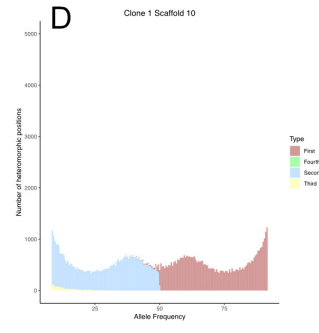 D
Clone 1 Scaffold 10
Number of heteromorphic positions
5000
4000
3000
2000
1000
0
25
50
75
Allele Frequency
Type
First
Fourth
Secor
Third